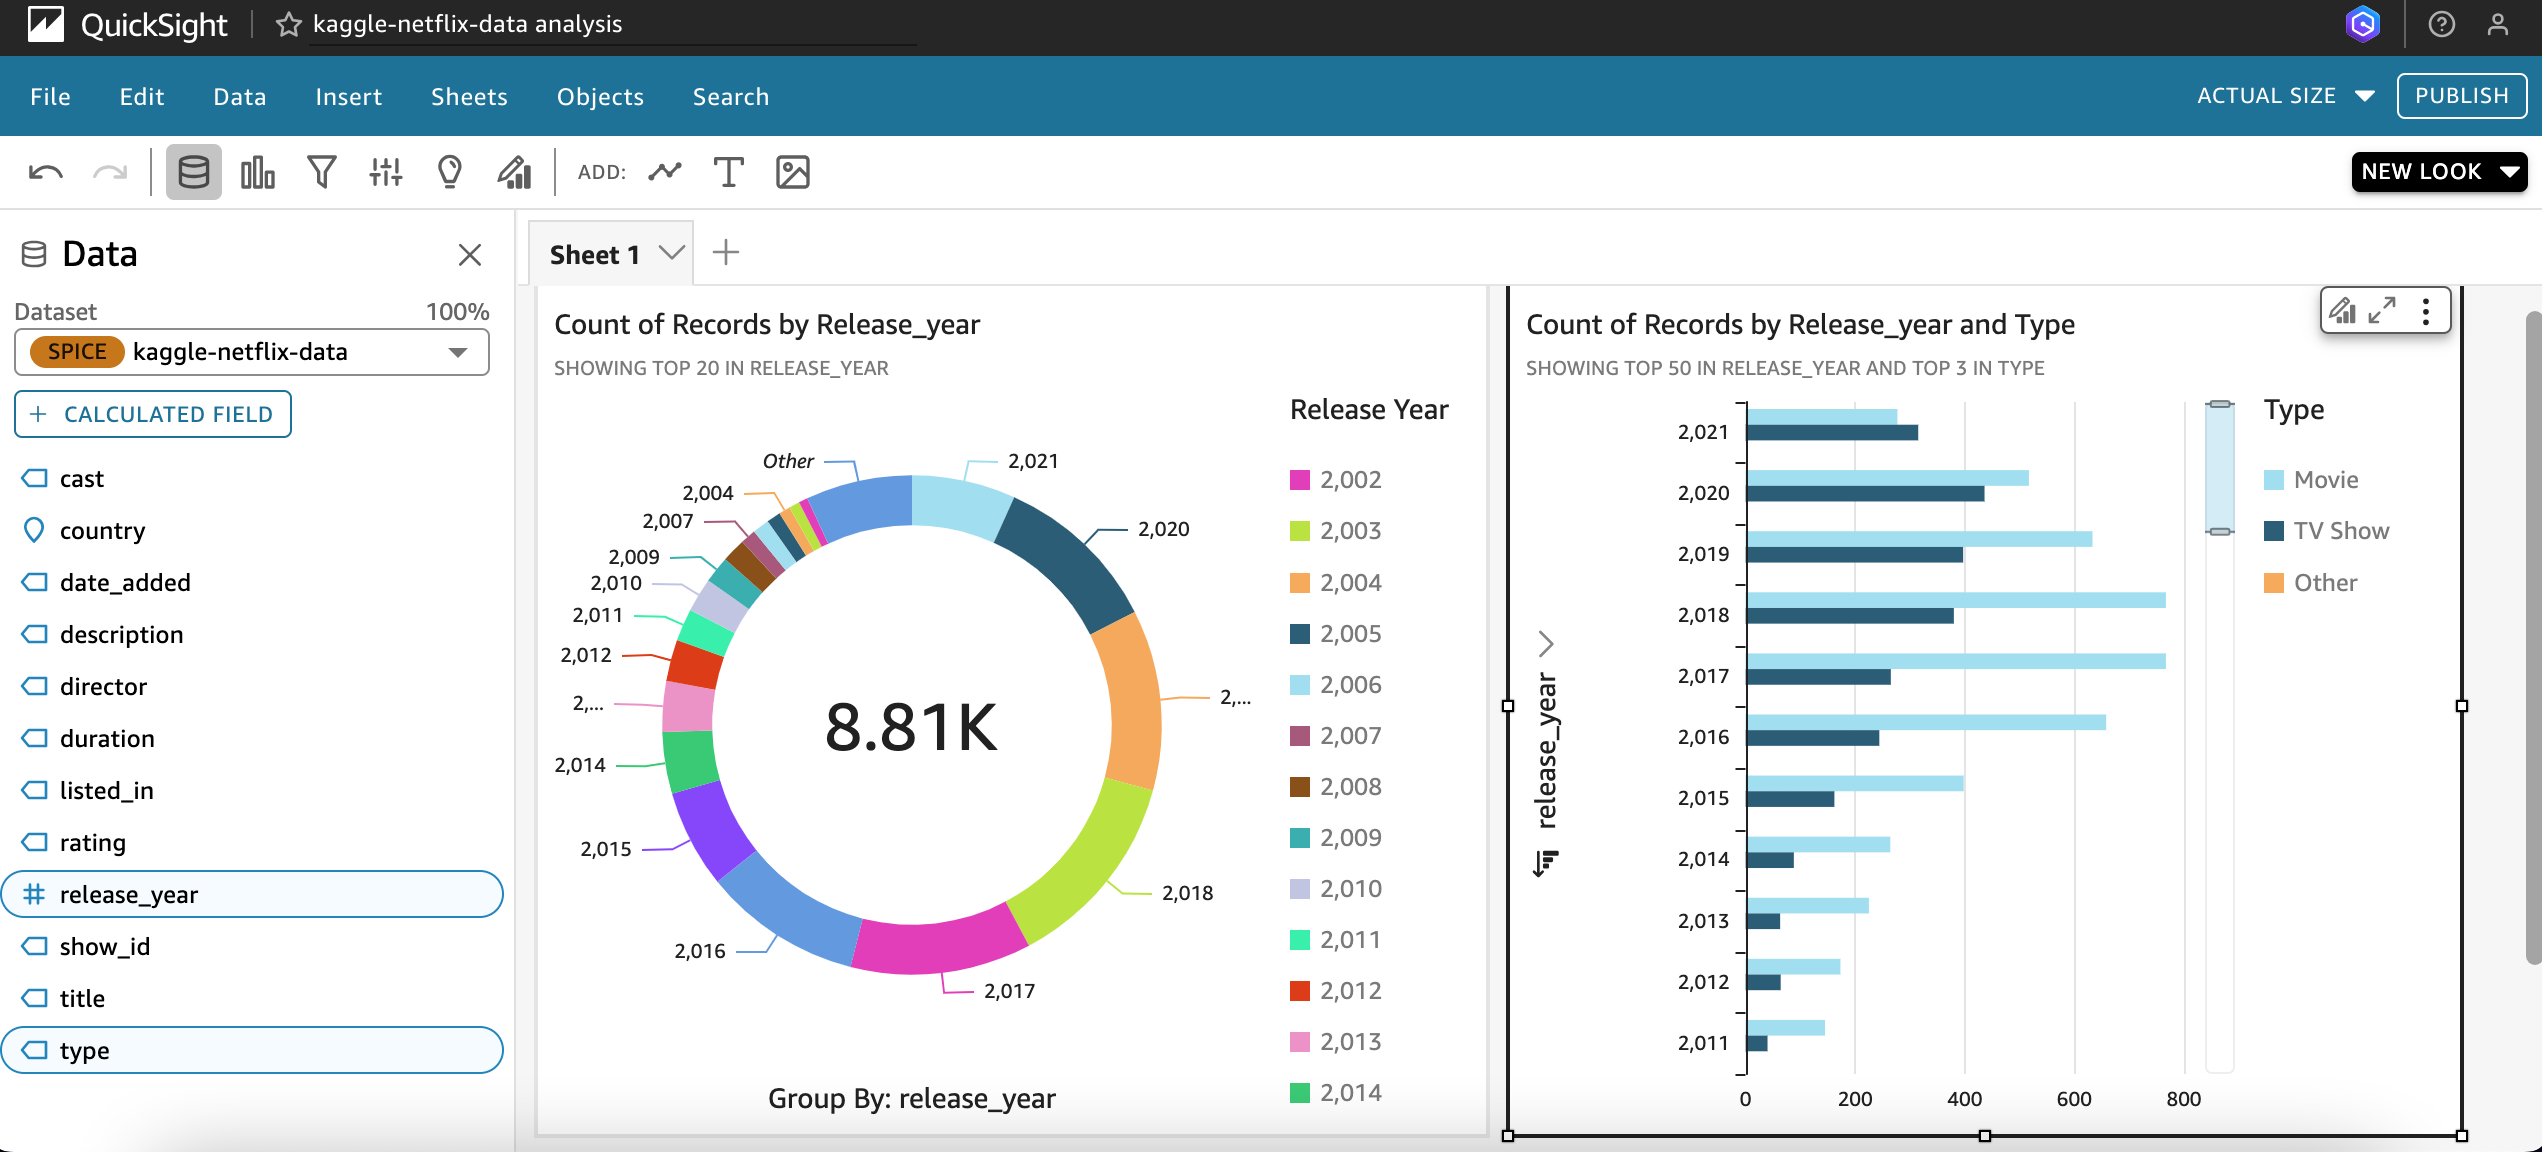 QuickSight
kaggle-netflix-data analysis
File Edit Data Insert Sheets Objects Search
ACTUAL SIZE
PUBLISH
ADD:
NEW LOOK
Data
Dataset 100%
SPICE kaggle-netflix-data
+ CALCULATED FIELD
cast
country
date_added
description
director
duration
listed_in
rating
release_year
show_id
title
type
Sheet 1
Count of Records by Release_year
SHOWING TOP 20 IN RELEASE_YEAR
Other
2,004
2,007
2,009
2,010
2,011
2,012
2,...
2,014
2,015
2,016
2,017
2,018
2,...
2,020
2,021
8.81K
Group By: release_year
Release Year
2,002
2,003
2,004
2,005
2,006
2,007
2,008
2,009
2,010
2,011
2,012
2,013
2,014
Count of Records by Release_year and Type
SHOWING TOP 50 IN RELEASE_YEAR AND TOP 3 IN TYPE
release_year
2,021
2,020
2,019
2,018
2,017
2,016
2,015
2,014
2,013
2,012
2,011
0 200 400 600 800
Type
Movie
TV Show
Other